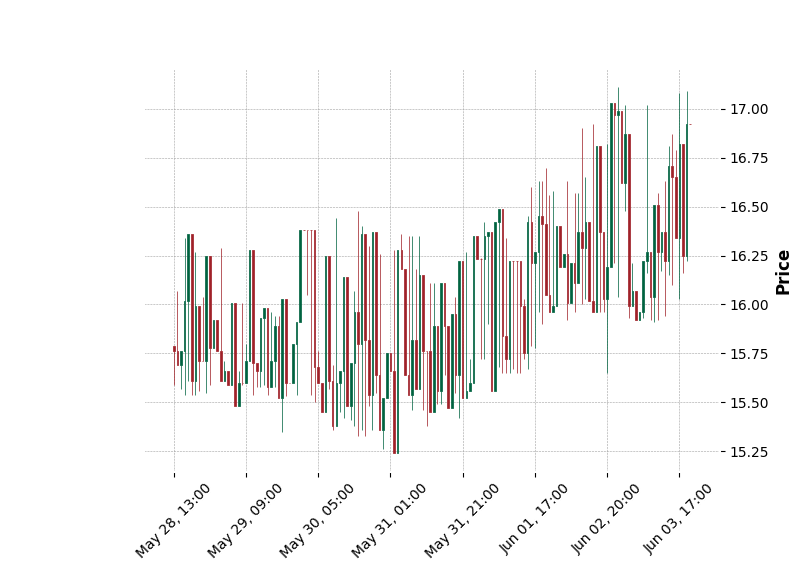 17.00
16.75
16.50
16.25
16.00
15.75
15.50
15.25
Price
May 28, 13:00
May 29, 09:00
May 30, 05:00
May 31, 01:00
May 31, 21:00
Jun 01, 17:00
Jun 02, 20:00
Jun 03, 17:00